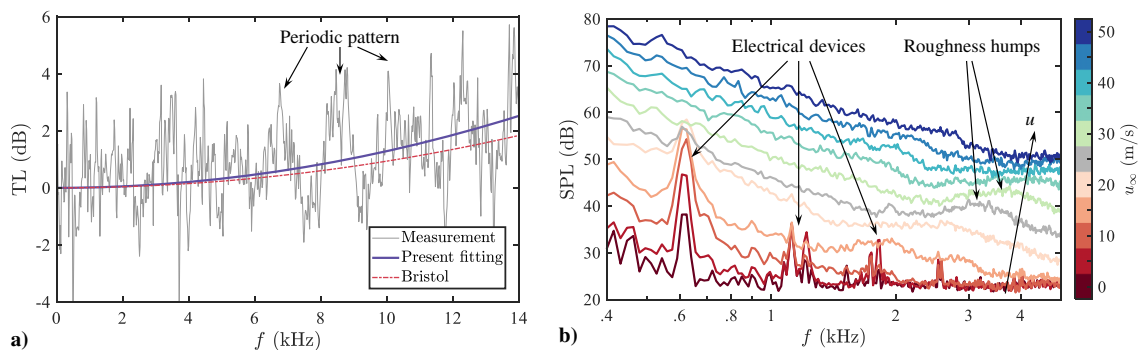 6
4
2
0
-2
-4
0
2
4
6
8
10
12
14
TL (dB)
f (kHz)
Periodic pattern
Measurement
Present fitting
Bristol
a)
80
70
60
50
40
30
20
.4
.6
.8
1
2
3
4
SPL (dB)
f (kHz)
Electrical devices
Roughness humps
u
50
40
30
20
10
0
u∞ (m/s)
b)